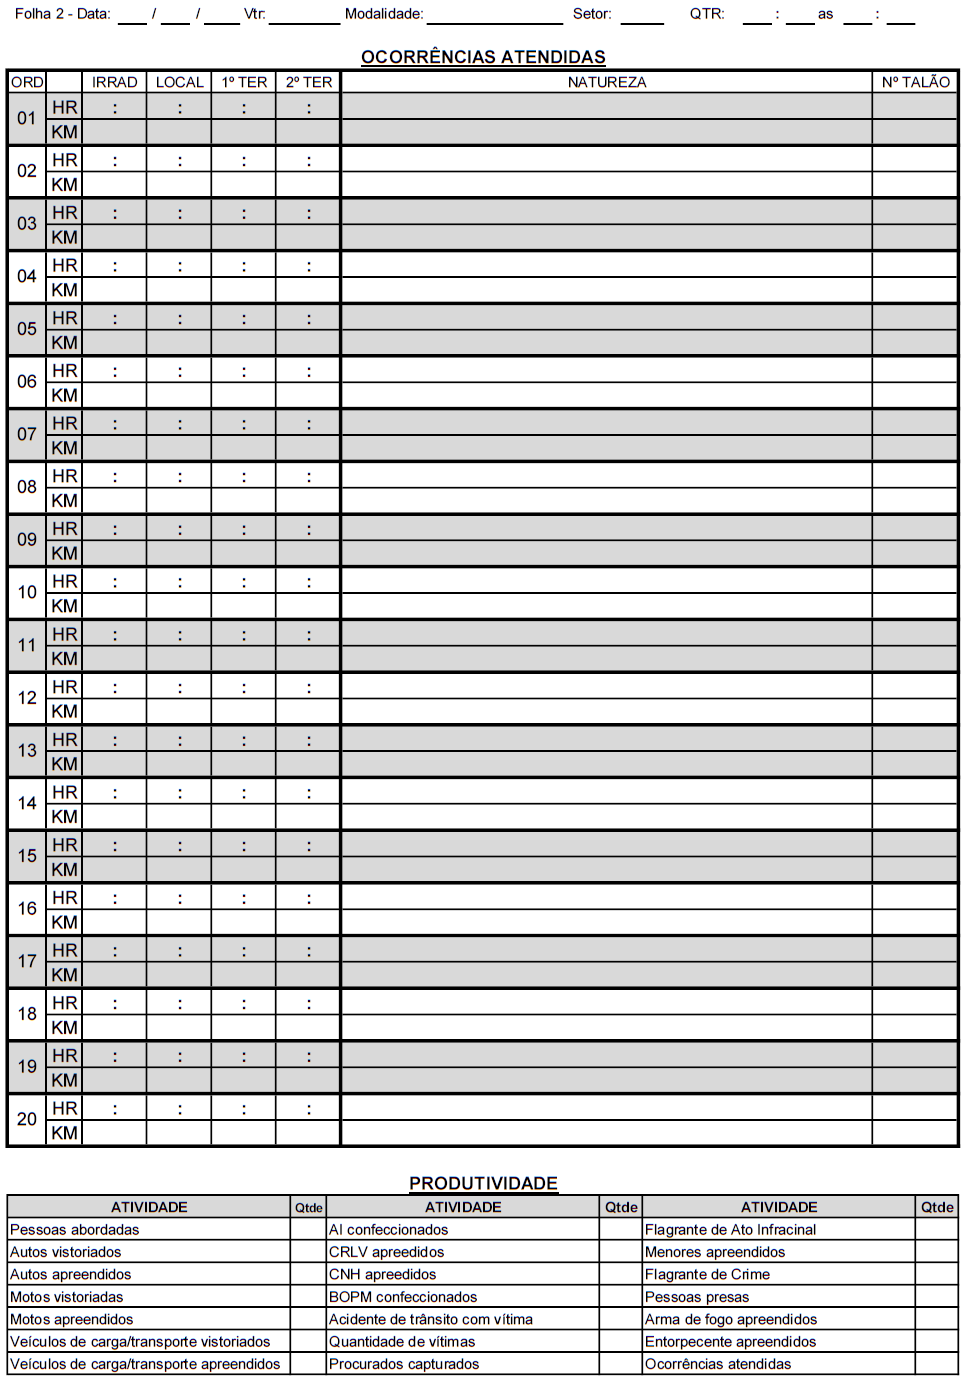 Folha 2 - Data: ___ / ___ / ___ Vtr: ________ Modalidade: ________________ Setor: _____ QTR: ___ : ___ as ___ : ___
OCORRÊNCIAS ATENDIDAS
ORD IRRAD LOCAL 1º TER 2º TER NATUREZA Nº TALÃO
01 HR : : : :
KM
02 HR : : : :
KM
03 HR : : : :
KM
04 HR : : : :
KM
05 HR : : : :
KM
06 HR : : : :
KM
07 HR : : : :
KM
08 HR : : : :
KM
09 HR : : : :
KM
10 HR : : : :
KM
11 HR : : : :
KM
12 HR : : : :
KM
13 HR : : : :
KM
14 HR : : : :
KM
15 HR : : : :
KM
16 HR : : : :
KM
17 HR : : : :
KM
18 HR : : : :
KM
19 HR : : : :
KM
20 HR : : : :
KM
PRODUTIVIDADE
ATIVIDADE Qtde ATIVIDADE Qtde ATIVIDADE Qtde
Pessoas abordadas AI confeccionados Flagrante de Ato Infracinal
Autos vistoriados CRLV apreedidos Menores apreendidos
Autos apreendidos CNH apreedidos Flagrante de Crime
Motos vistoriadas BOPM confeccionados Pessoas presas
Motos apreendidos Acidente de trânsito com vítima Arma de fogo apreendidos
Veículos de carga/transporte vistoriados Quantidade de vítimas Entorpecente apreendidos
Veículos de carga/transporte apreendidos Procurados capturados Ocorrências atendidas